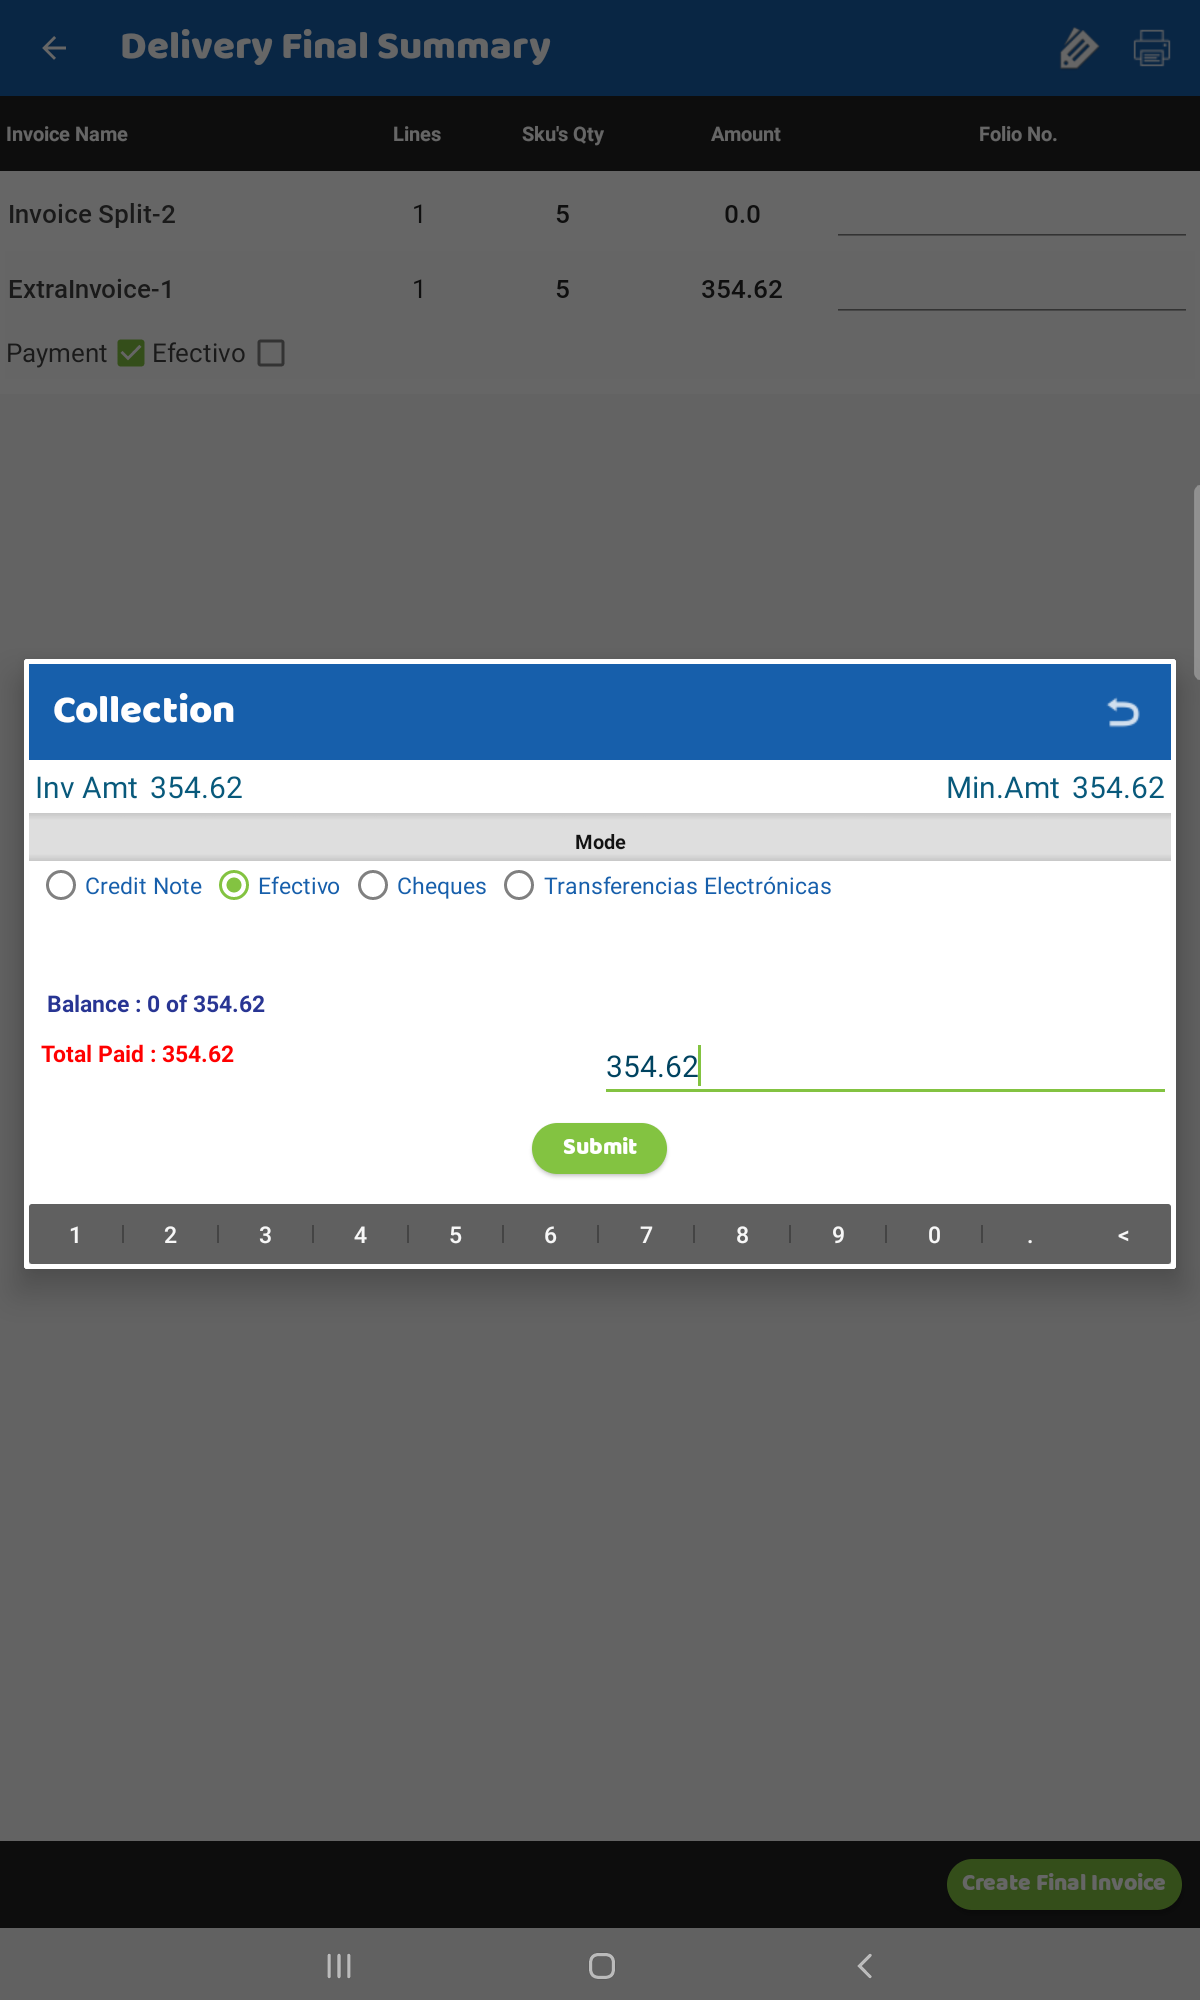 Delivery Final Summary
Invoice Name Lines Sku's Qty Amount Folio No.
Invoice Split-2 1 5 0.0
ExtraInvoice-1 1 5 354.62
Payment Efectivo
Collection
Inv Amt 354.62 Min.Amt 354.62
Mode
Credit Note Efectivo Cheques Transferencias Electrónicas
Balance : 0 of 354.62
Total Paid : 354.62
354.62
Submit
1 2 3 4 5 6 7 8 9 0 . <
Create Final Invoice